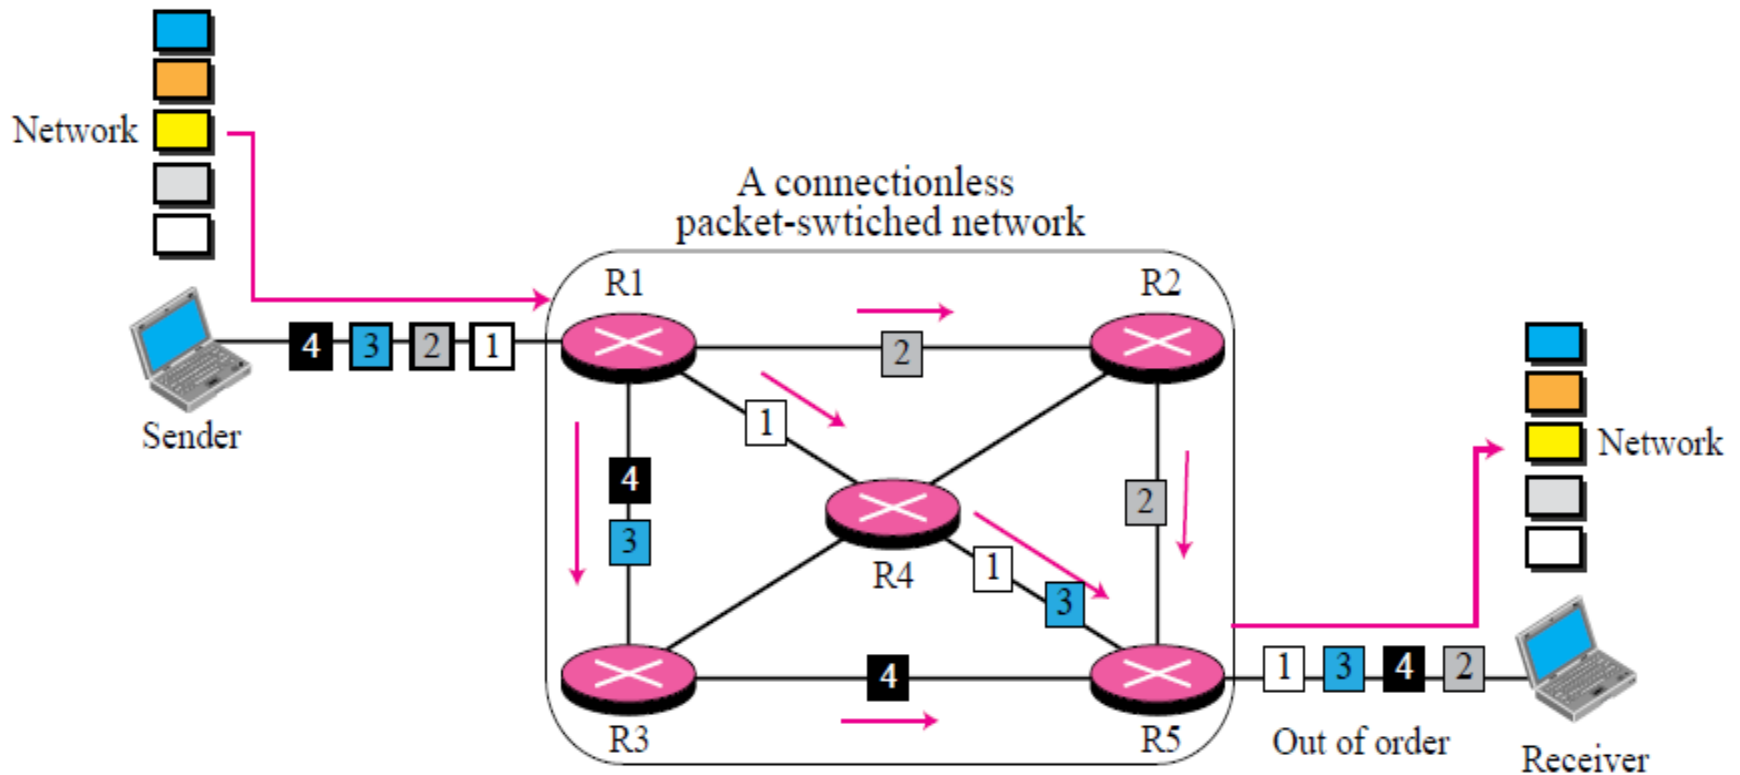 Network
A connectionless
packet-swtiched network
R1
R2
4 3 2 1
2
1
Sender
4
2
Network
3
R4
1
3
4
1 3 4 2
R3
R5
Out of order
Receiver